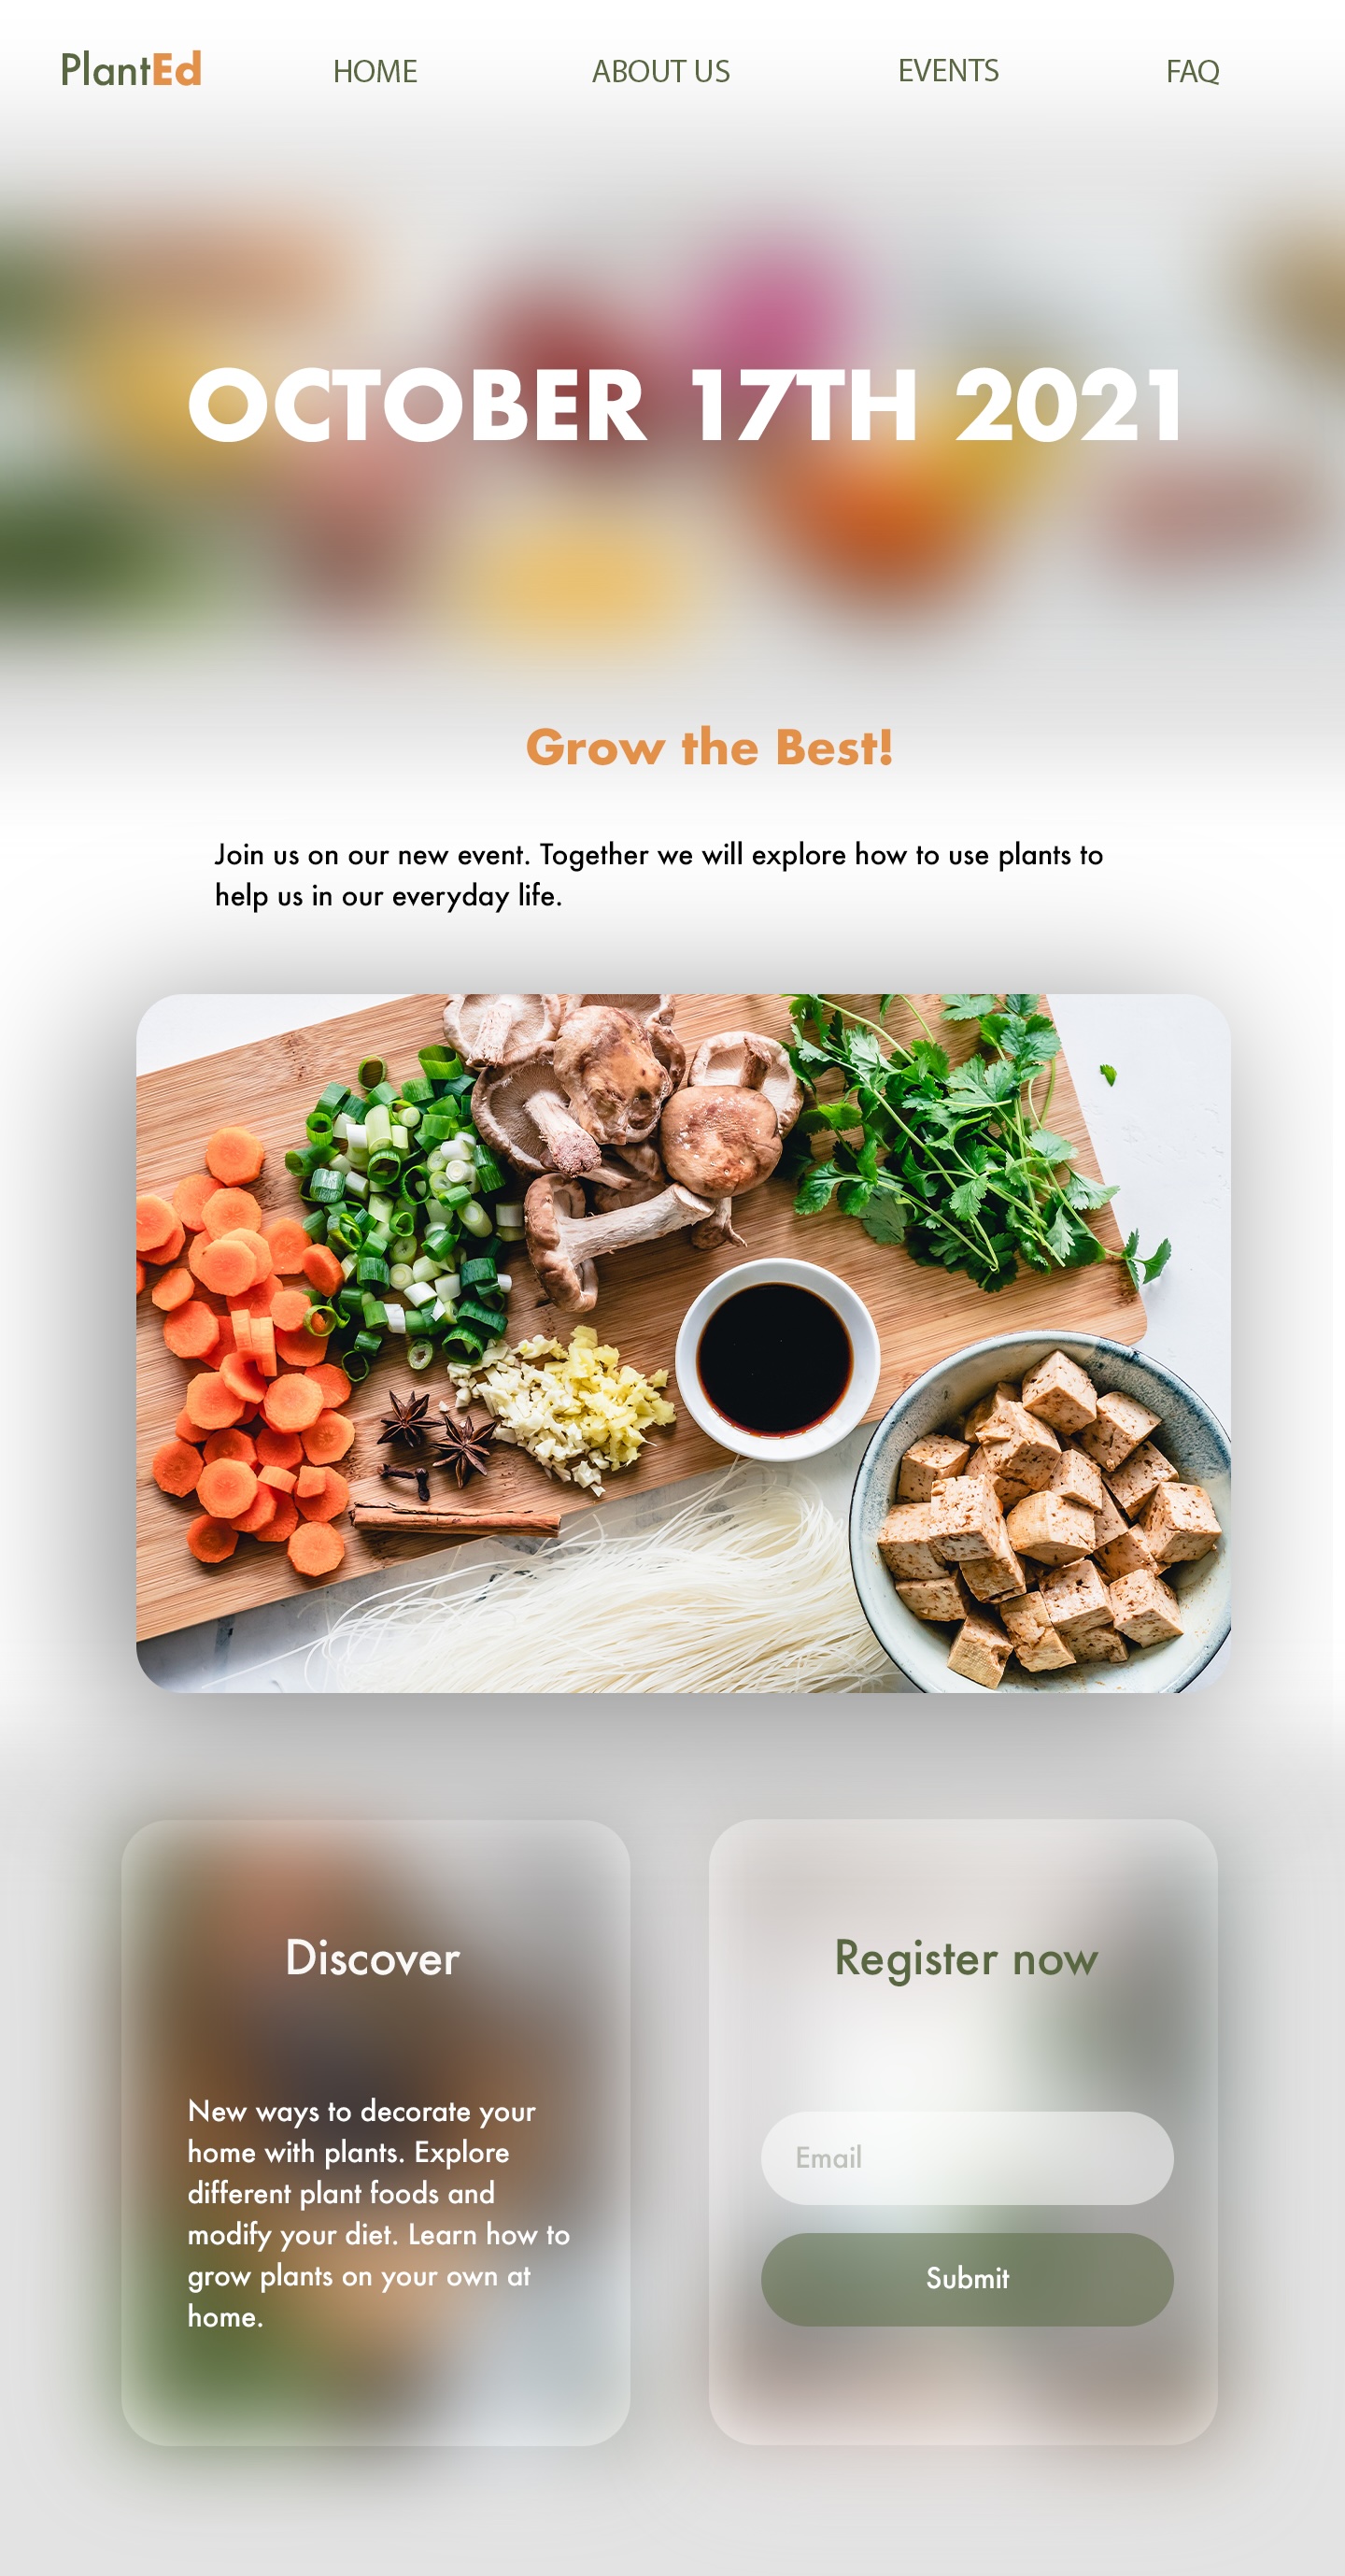 PlantEd
HOME
ABOUT US
EVENTS
FAQ
OCTOBER 17TH 2021
Grow the Best!
Join us on our new event. Together we will explore how to use plants to
help us in our everyday life.
Discover
New ways to decorate your
home with plants. Explore
different plant foods and
modify your diet. Learn how to
grow plants on your own at
home.
Register now
Email
Submit